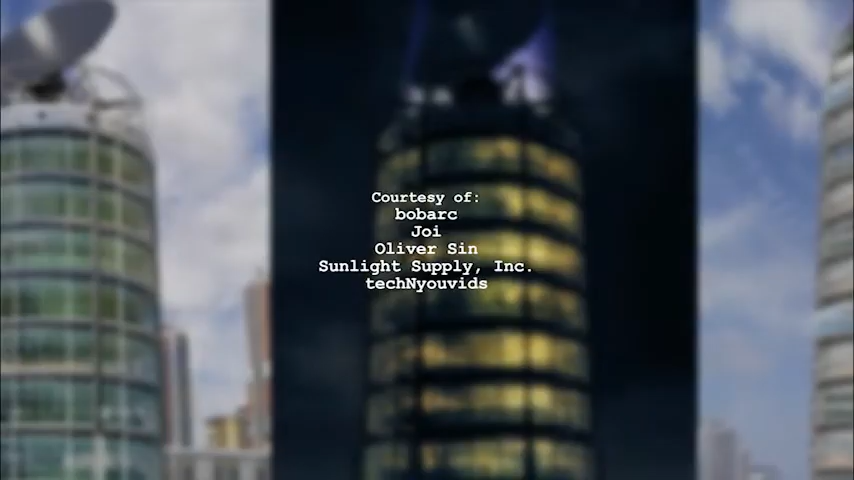 Courtesy of:
bobarc
Joi
Oliver Sin
Sunlight Supply, Inc.
techNyouvids